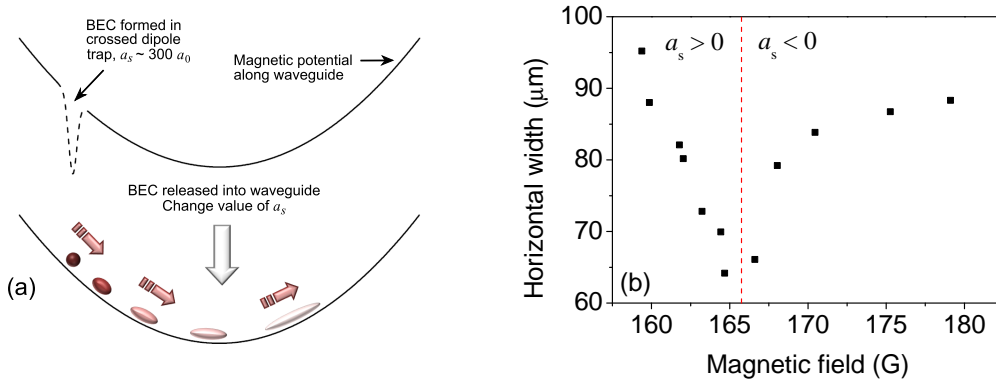 BEC formed in
crossed dipole
trap, aₛ ~ 300 a₀
Magnetic potential
along waveguide
BEC released into waveguide
Change value of aₛ
(a)
100
90
80
70
60
Horizontal width (μm)
aₛ > 0
aₛ < 0
(b)
160
165
170
175
180
Magnetic field (G)